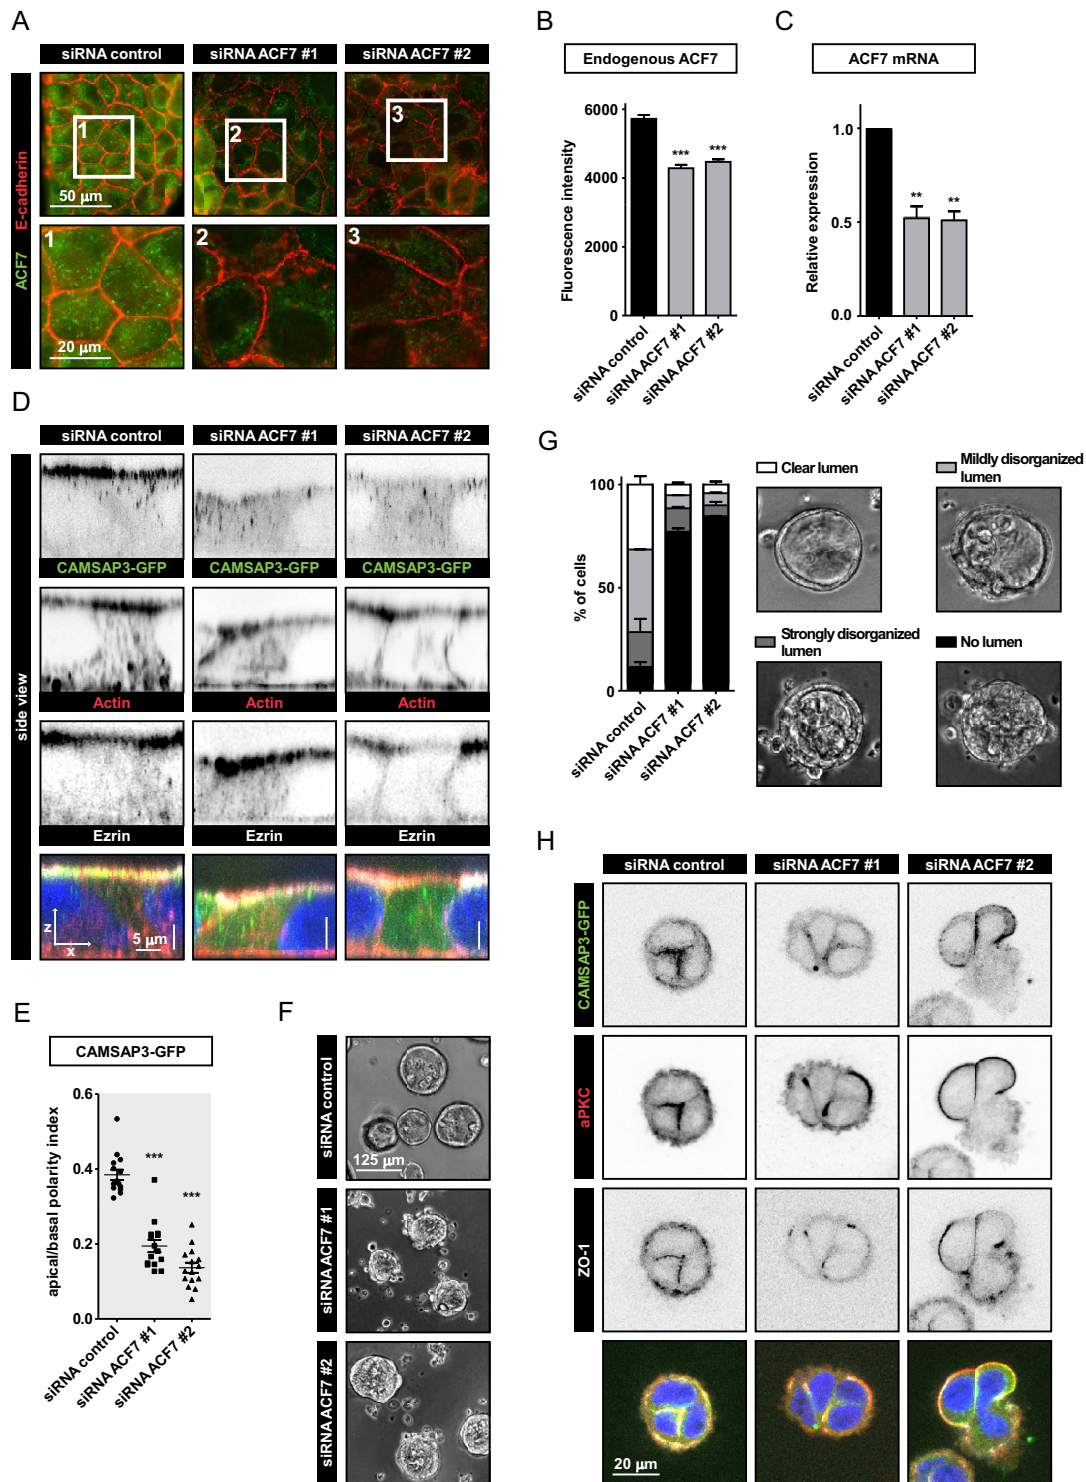 A
siRNA control
siRNA ACF7 #1
siRNA ACF7 #2
ACF7 E-cadherin
1
2
3
50 µm
1
2
3
20 µm
B
Endogenous ACF7
Fluorescence intensity
6000
4000
2000
0
***
***
siRNA control
siRNA ACF7 #1
siRNA ACF7 #2
C
ACF7 mRNA
Relative expression
1.0
0.5
0.0
**
**
siRNA control
siRNA ACF7 #1
siRNA ACF7 #2
D
siRNA control
siRNA ACF7 #1
siRNA ACF7 #2
side view
CAMSAP3-GFP
CAMSAP3-GFP
CAMSAP3-GFP
Actin
Actin
Actin
Ezrin
Ezrin
Ezrin
z
x
5 µm
E
CAMSAP3-GFP
apical/basal polarity index
0.6
0.4
0.2
0.0
***
***
siRNA control
siRNA ACF7 #1
siRNA ACF7 #2
F
siRNA control
125 µm
siRNA ACF7 #1
siRNA ACF7 #2
G
% of cells
100
50
0
siRNA control
siRNA ACF7 #1
siRNA ACF7 #2
Clear lumen
Mildly disorganized
lumen
Strongly disorganized
lumen
No lumen
H
siRNA control
siRNA ACF7 #1
siRNA ACF7 #2
CAMSAP3-GFP
aPKC
ZO-1
20 µm